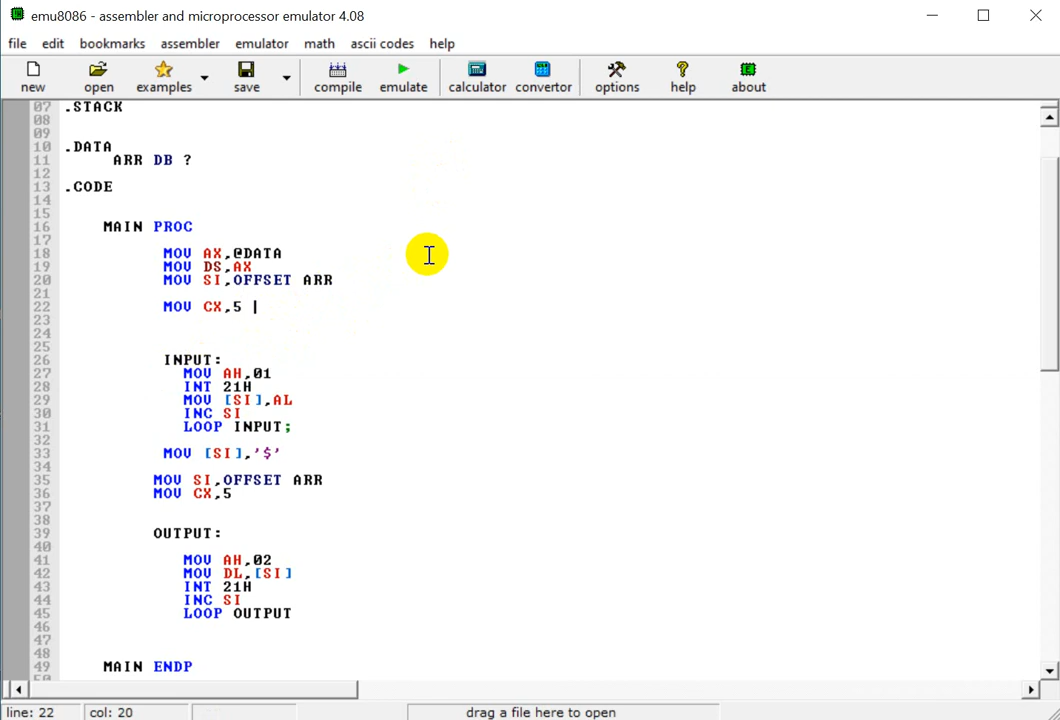 emu8086 - assembler and microprocessor emulator 4.08
file edit bookmarks assembler emulator math ascii codes help
new open examples save compile emulate calculator convertor options help about
07 .STACK
08
09
10 .DATA
11 ARR DB ?
12
13 .CODE
14
15
16 MAIN PROC
17
18 MOV AX,@DATA
19 MOV DS,AX
20 MOV SI,OFFSET ARR
21
22 MOV CX,5
23
24
25
26 INPUT:
27 MOV AH,01
28 INT 21H
29 MOV [SI],AL
30 INC SI
31 LOOP INPUT;
32
33 MOV [SI],'$'
34
35 MOV SI,OFFSET ARR
36 MOV CX,5
37
38
39 OUTPUT:
40
41 MOV AH,02
42 MOV DL,[SI]
43 INT 21H
44 INC SI
45 LOOP OUTPUT
46
47
48
49 MAIN ENDP
line: 22 col: 20 drag a file here to open